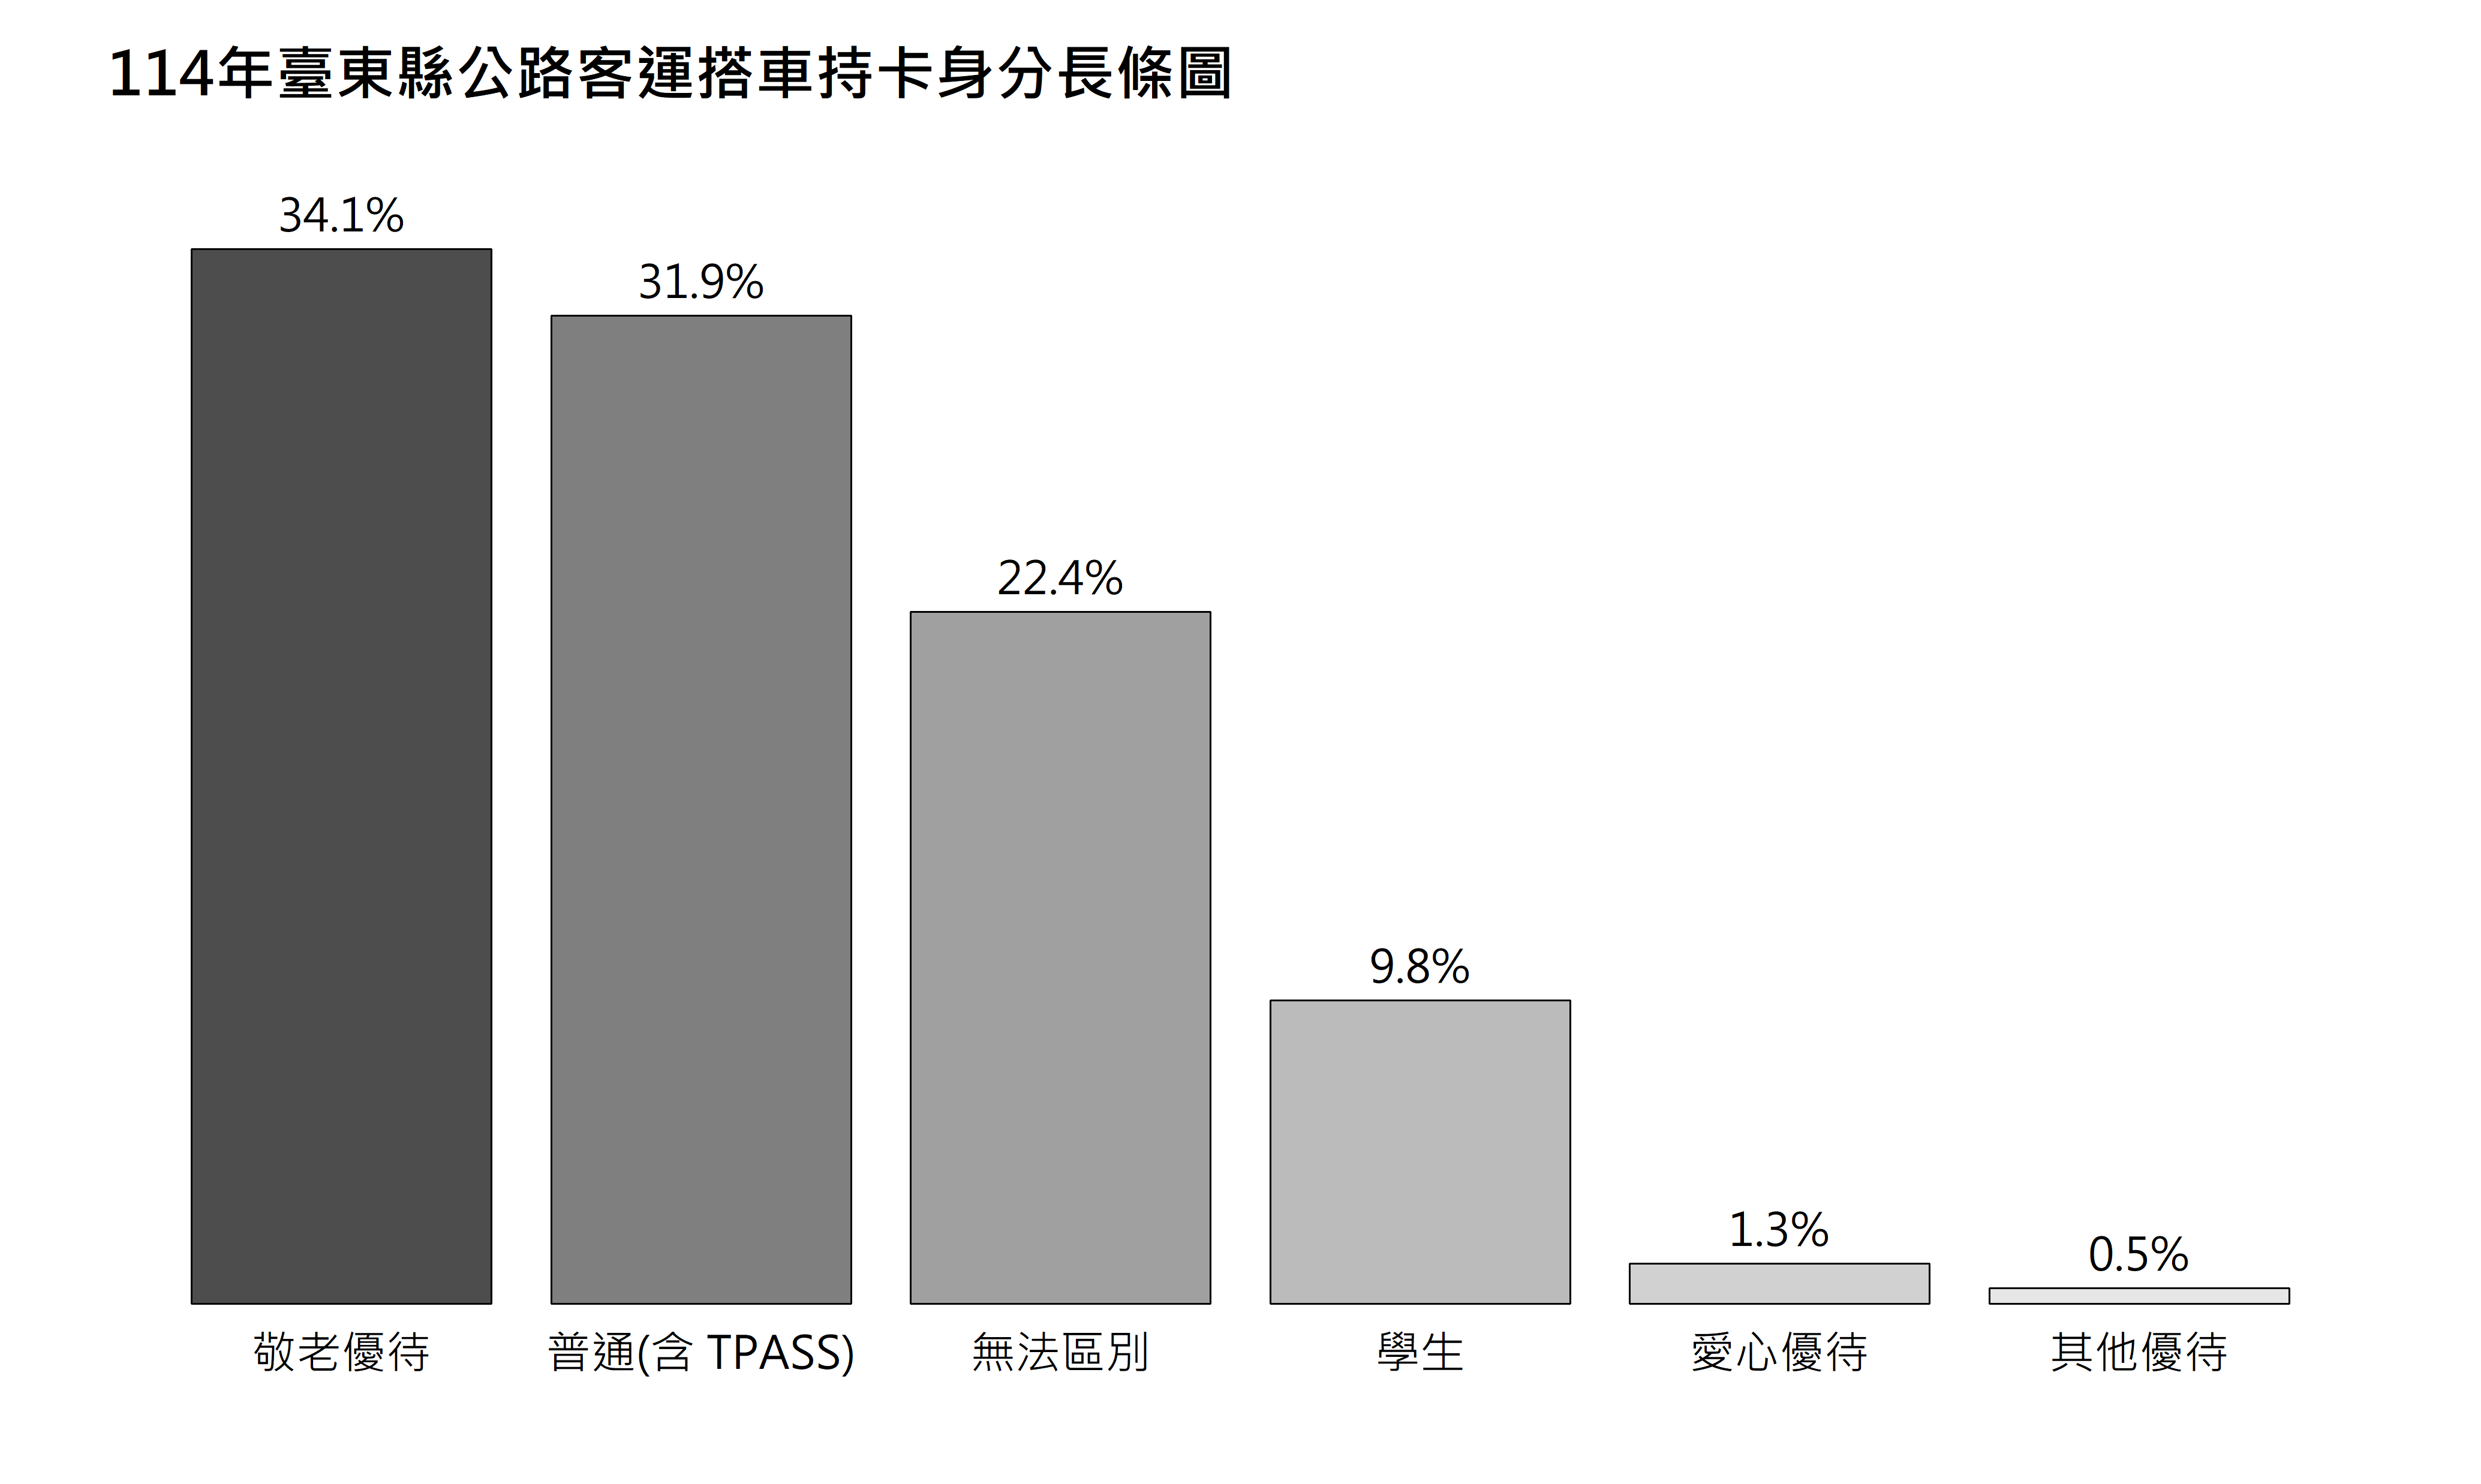 114年臺東縣公路客運搭車持卡身分長條圖
34.1%
31.9%
22.4%
9.8%
1.3%
0.5%
敬老優待
普通(含 TPASS)
無法區別
學生
愛心優待
其他優待